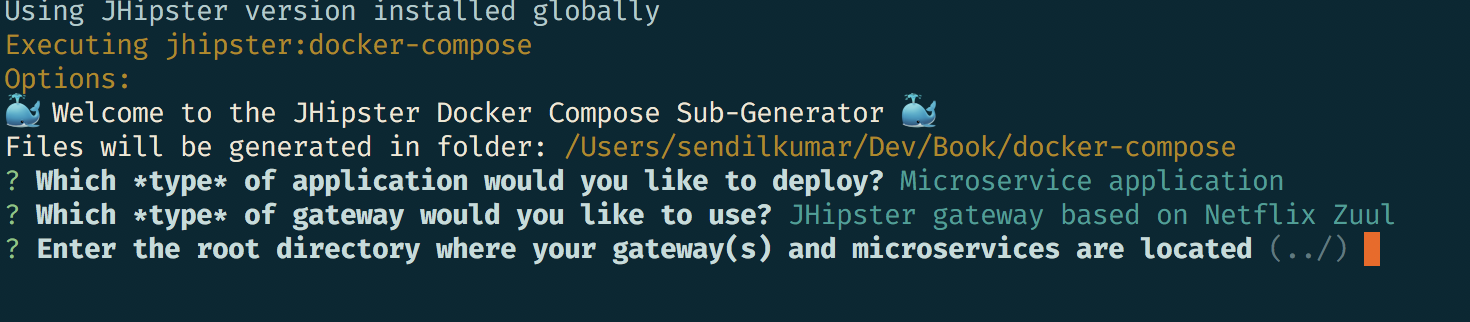 Using JHipster version installed globally
Executing jhipster:docker-compose
Options:
🐳 Welcome to the JHipster Docker Compose Sub-Generator 🐳
Files will be generated in folder: /Users/sendilkumar/Dev/Book/docker-compose
? Which *type* of application would you like to deploy? Microservice application
? Which *type* of gateway would you like to use? JHipster gateway based on Netflix Zuul
? Enter the root directory where your gateway(s) and microservices are located (../)